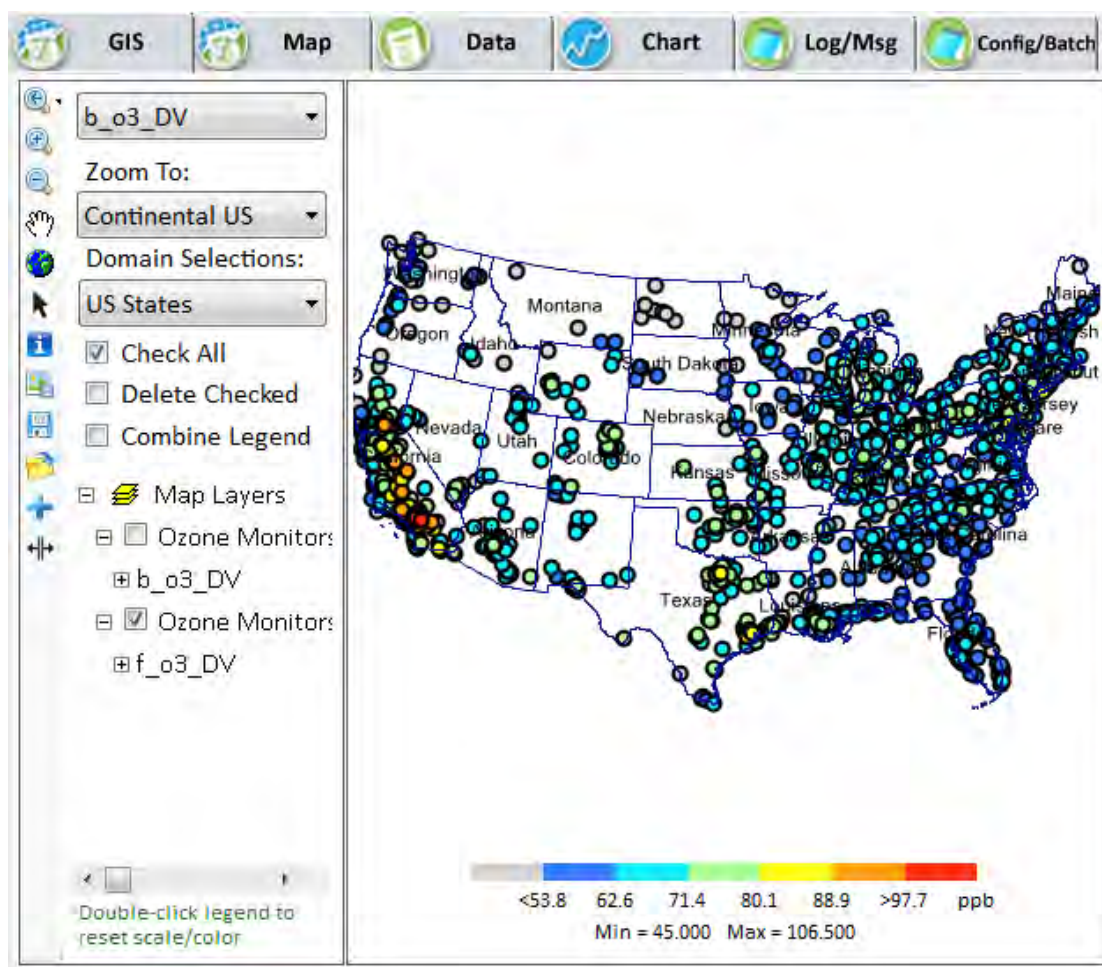 GIS Map Data Chart Log/Msg Config/Batch
b_o3_DV
Zoom To:
Continental US
Domain Selections:
US States
Check All
Delete Checked
Combine Legend
Map Layers
Ozone Monitors
b_o3_DV
Ozone Monitors
f_o3_DV
Double-click legend to
reset scale/color
Montana
Maine
Oregon
Idaho
Minnesota
South Dakota
Nebraska
Iowa
Nevada
Utah
Colorado
Kansas
Texas
<53.8 62.6 71.4 80.1 88.9 >97.7 ppb
Min = 45.000 Max = 106.500